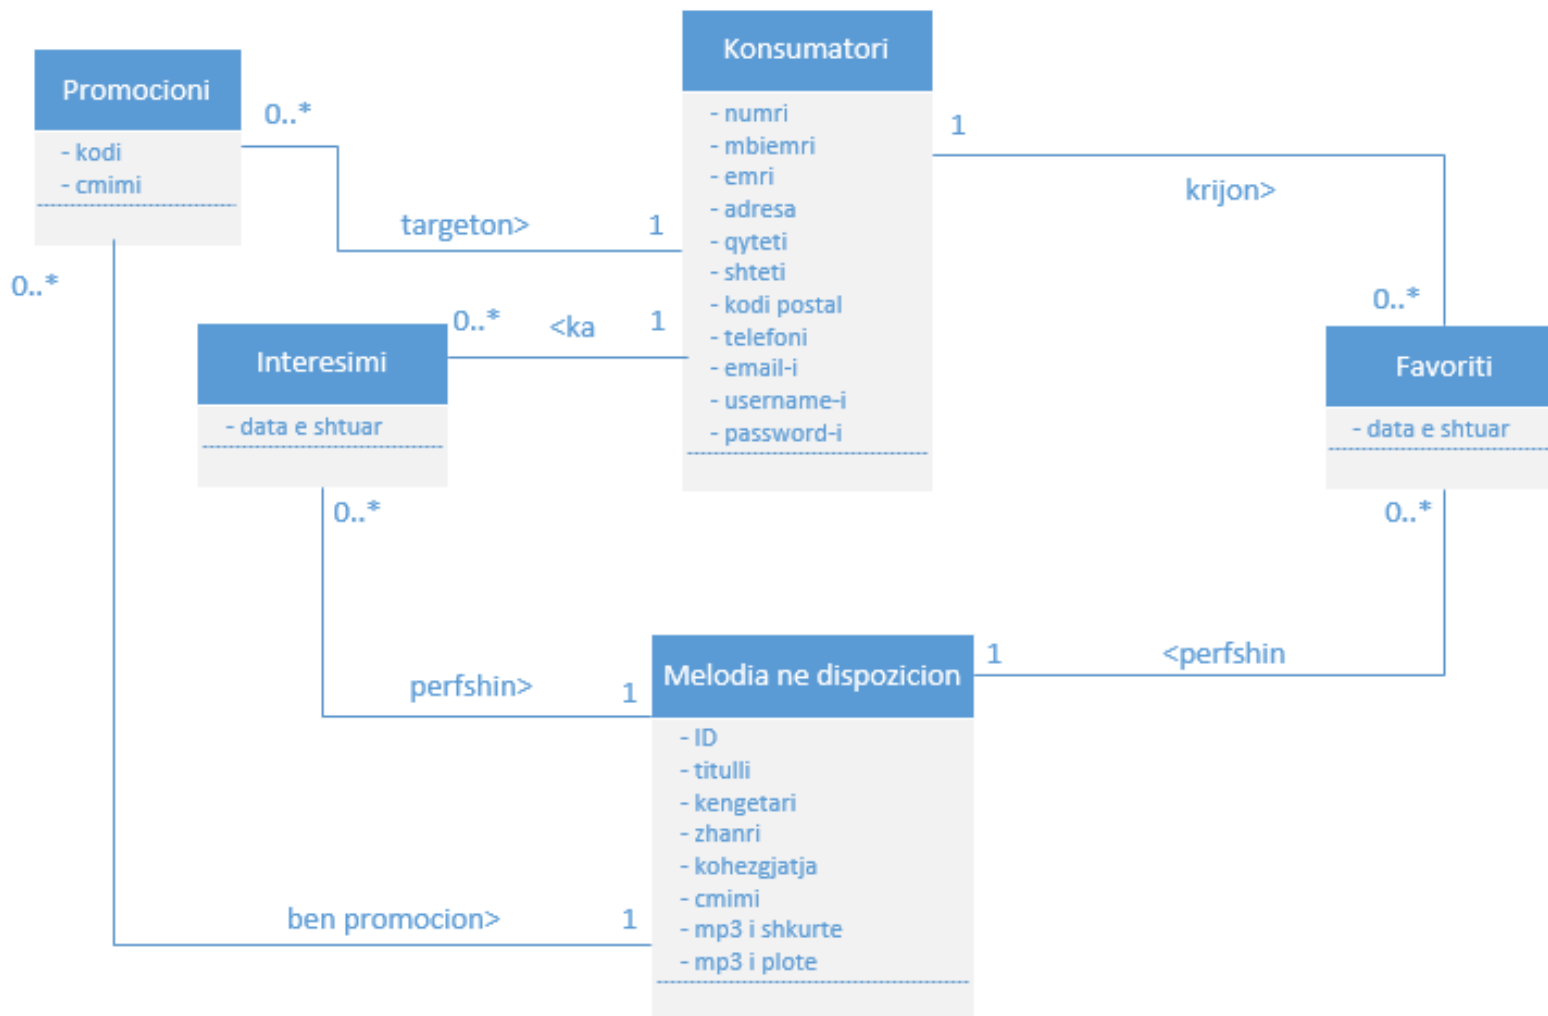 Promocioni
- kodi
- cmimi
0..*
0..*
targeton>
1
Konsumatori
- numri
- mbiemri
- emri
- adresa
- qyteti
- shteti
- kodi postal
- telefoni
- email-i
- username-i
- password-i
1
krijon>
0..*
0..*
<ka
1
Interesimi
- data e shtuar
0..*
Favoriti
- data e shtuar
0..*
perfshin>
1
Melodia ne dispozicion
- ID
- titulli
- kengetari
- zhanri
- kohezgjatja
- cmimi
- mp3 i shkurte
- mp3 i plote
1
<perfshin
ben promocion>
1